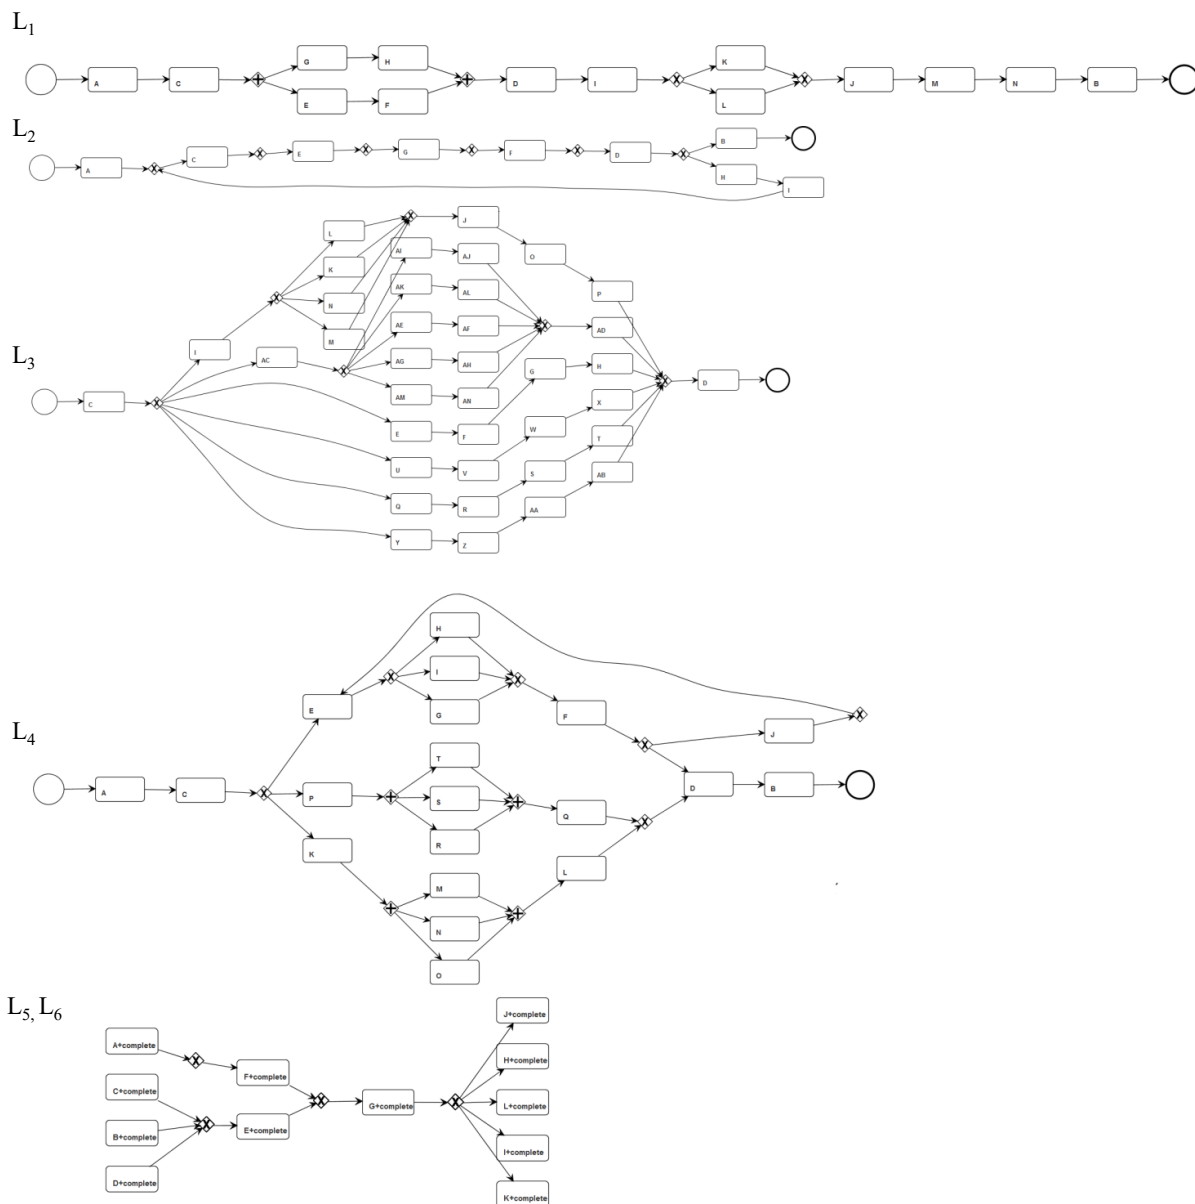 L1
G H K
A C D I J M N B
E F L
L2
B
C E G F D
A
H I
L3
L J
K AI AJ O
N AK AL P
M AE AF AD
I AC AG AH G H
AM AN X
C D
E F W T
U V S AB
Q R AA
Y Z
L4
H
I
E G F J
T
A C P S D B
R Q
K L
M
N
O
L5, L6
J+complete
A+complete
H+complete
F+complete
C+complete
G+complete L+complete
B+complete E+complete
I+complete
D+complete
K+complete